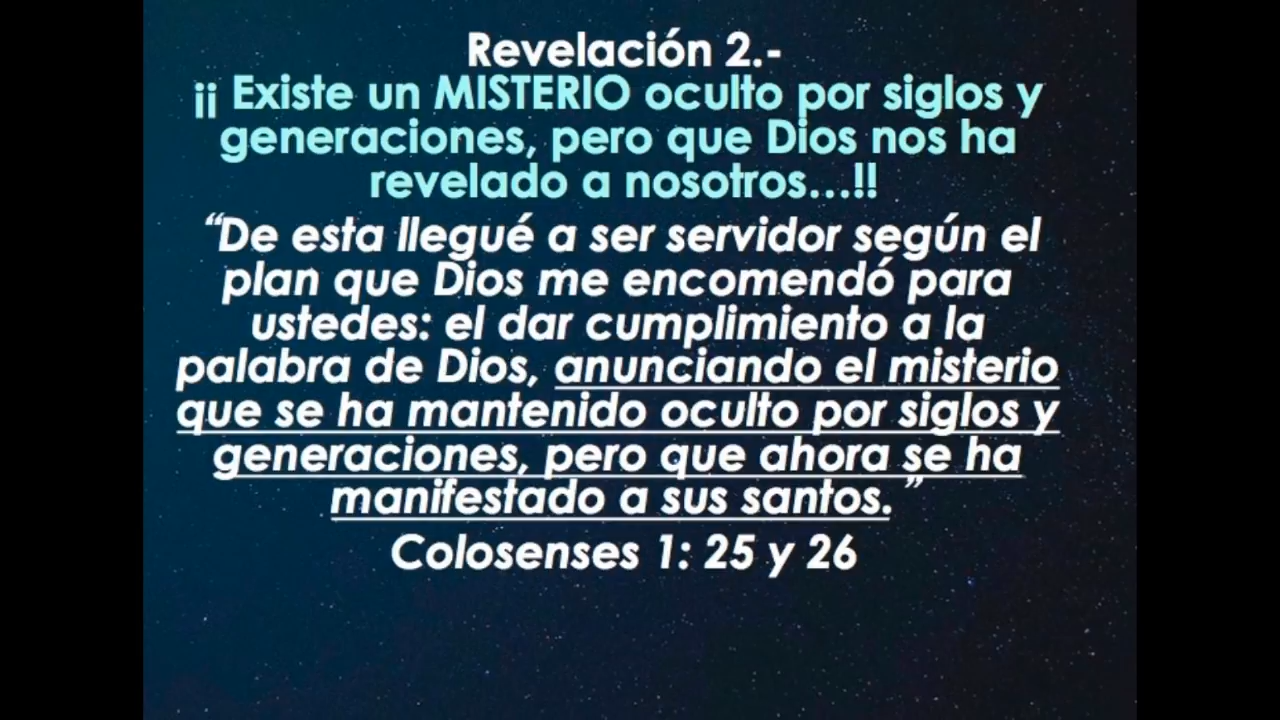 Revelación 2.-
¡¡ Existe un MISTERIO oculto por siglos y
generaciones, pero que Dios nos ha
revelado a nosotros...!!
“De esta llegué a ser servidor según el
plan que Dios me encomendó para
ustedes: el dar cumplimiento a la
palabra de Dios, anunciando el misterio
que se ha mantenido oculto por siglos y
generaciones, pero que ahora se ha
manifestado a sus santos. ”
Colosenses 1: 25 y 26